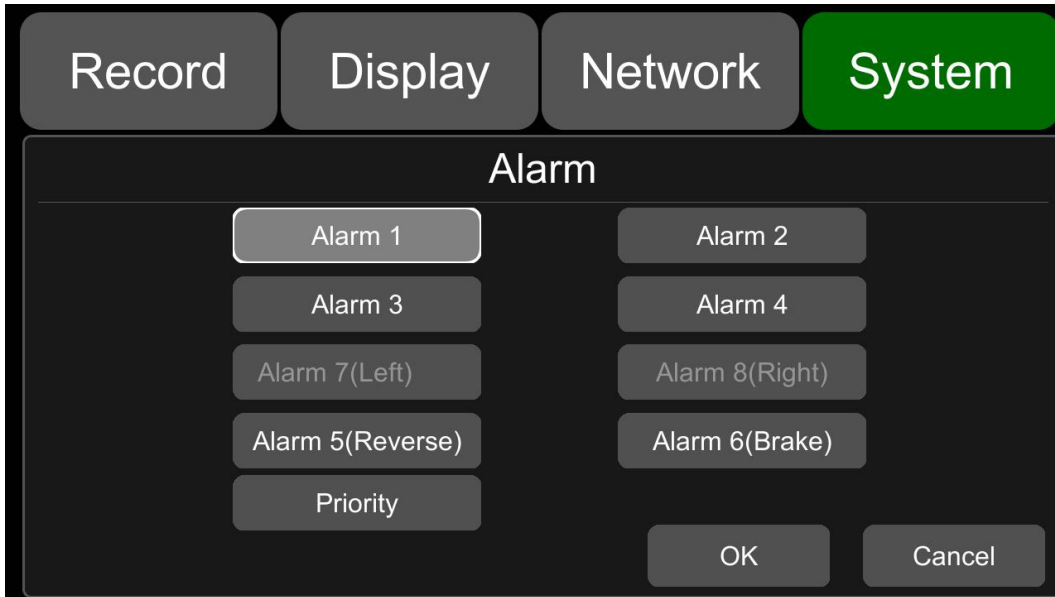 Record Display Network System
Alarm
Alarm 1 Alarm 2
Alarm 3 Alarm 4
Alarm 7(Left) Alarm 8(Right)
Alarm 5(Reverse) Alarm 6(Brake)
Priority
OK Cancel